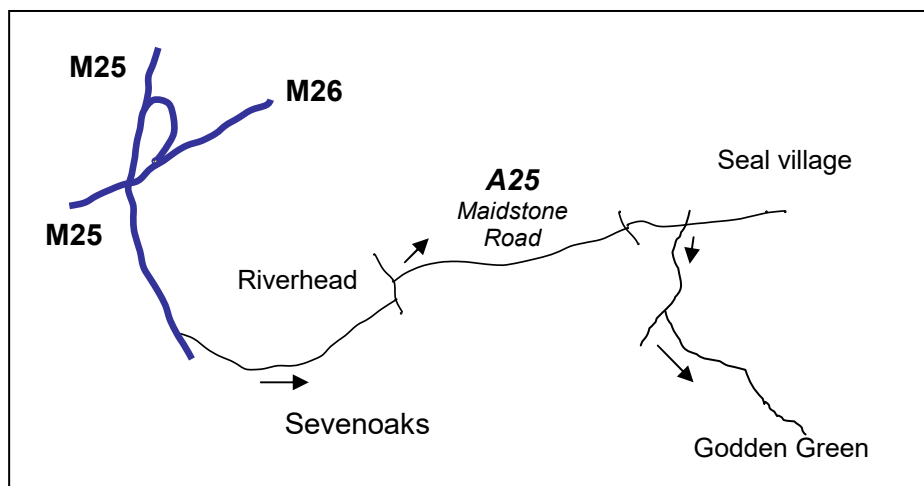 M25
M26
Seal village
A25
Maidstone
Road
M25
Riverhead
Sevenoaks
Godden Green